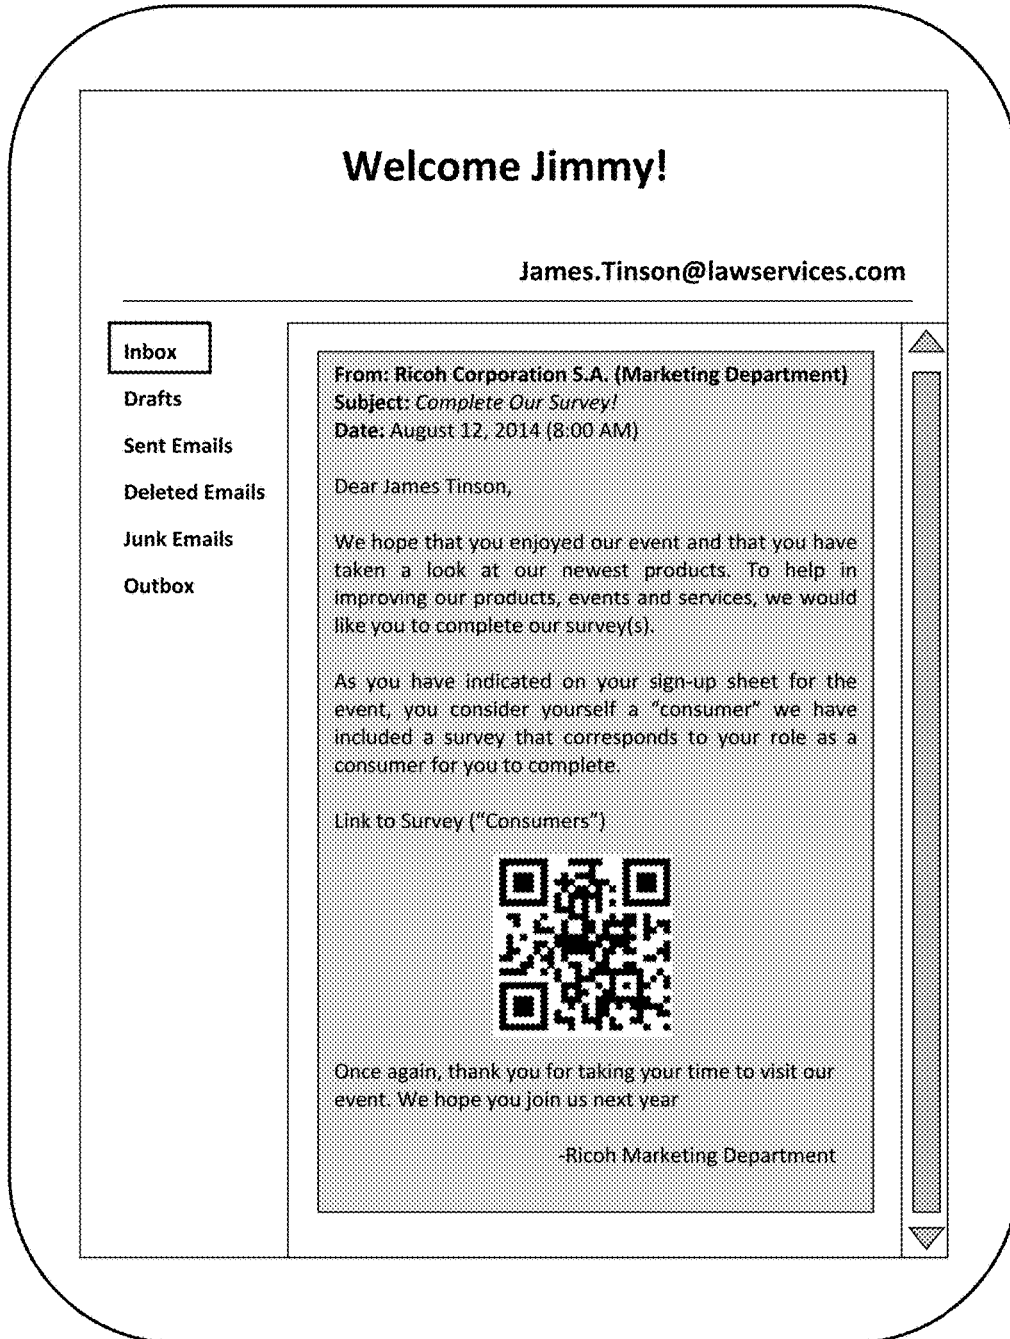 Welcome Jimmy!
James.Tinson@lawservices.com
Inbox
Drafts
Sent Emails
Deleted Emails
Junk Emails
Outbox
From: Ricoh Corporation S.A. (Marketing Department)
Subject: Complete Our Survey!
Date: August 12, 2014 (8:00 AM)
Dear James Tinson,
We hope that you enjoyed our event and that you have
taken a look at our newest products. To help in
improving our products, events and services, we would
like you to complete our survey(s).
As you have indicated on your sign-up sheet for the
event, you consider yourself a “consumer” we have
included a survey that corresponds to your role as a
consumer for you to complete.
Link to Survey (“Consumers”)
Once again, thank you for taking your time to visit our
event. We hope you join us next year
-Ricoh Marketing Department